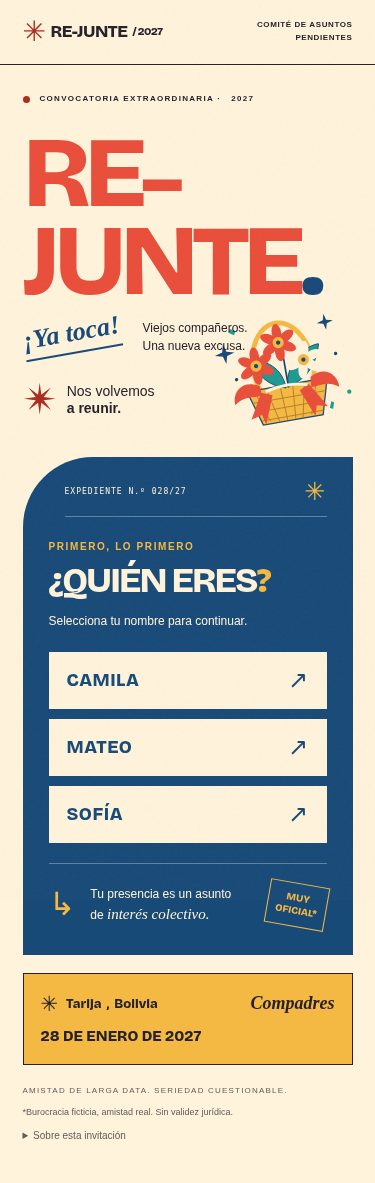 RE-JUNTE /2027
COMITÉ DE ASUNTOS
PENDIENTES
CONVOCATORIA EXTRAORDINARIA · 2027
RE-
JUNTE.
¡Ya toca!
Viejos compañeros.
Una nueva excusa.
Nos volvemos
a reunir.
EXPEDIENTE N.º 028/27
PRIMERO, LO PRIMERO
¿QUIÉN ERES?
Selecciona tu nombre para continuar.
CAMILA ↗
MATEO ↗
SOFÍA ↗
↳ Tu presencia es un asunto
de interés colectivo.
MUY
OFICIAL*
Tarija , Bolivia
Compadres
28 DE ENERO DE 2027
AMISTAD DE LARGA DATA. SERIEDAD CUESTIONABLE.
*Burocracia ficticia, amistad real. Sin validez jurídica.
▶ Sobre esta invitación